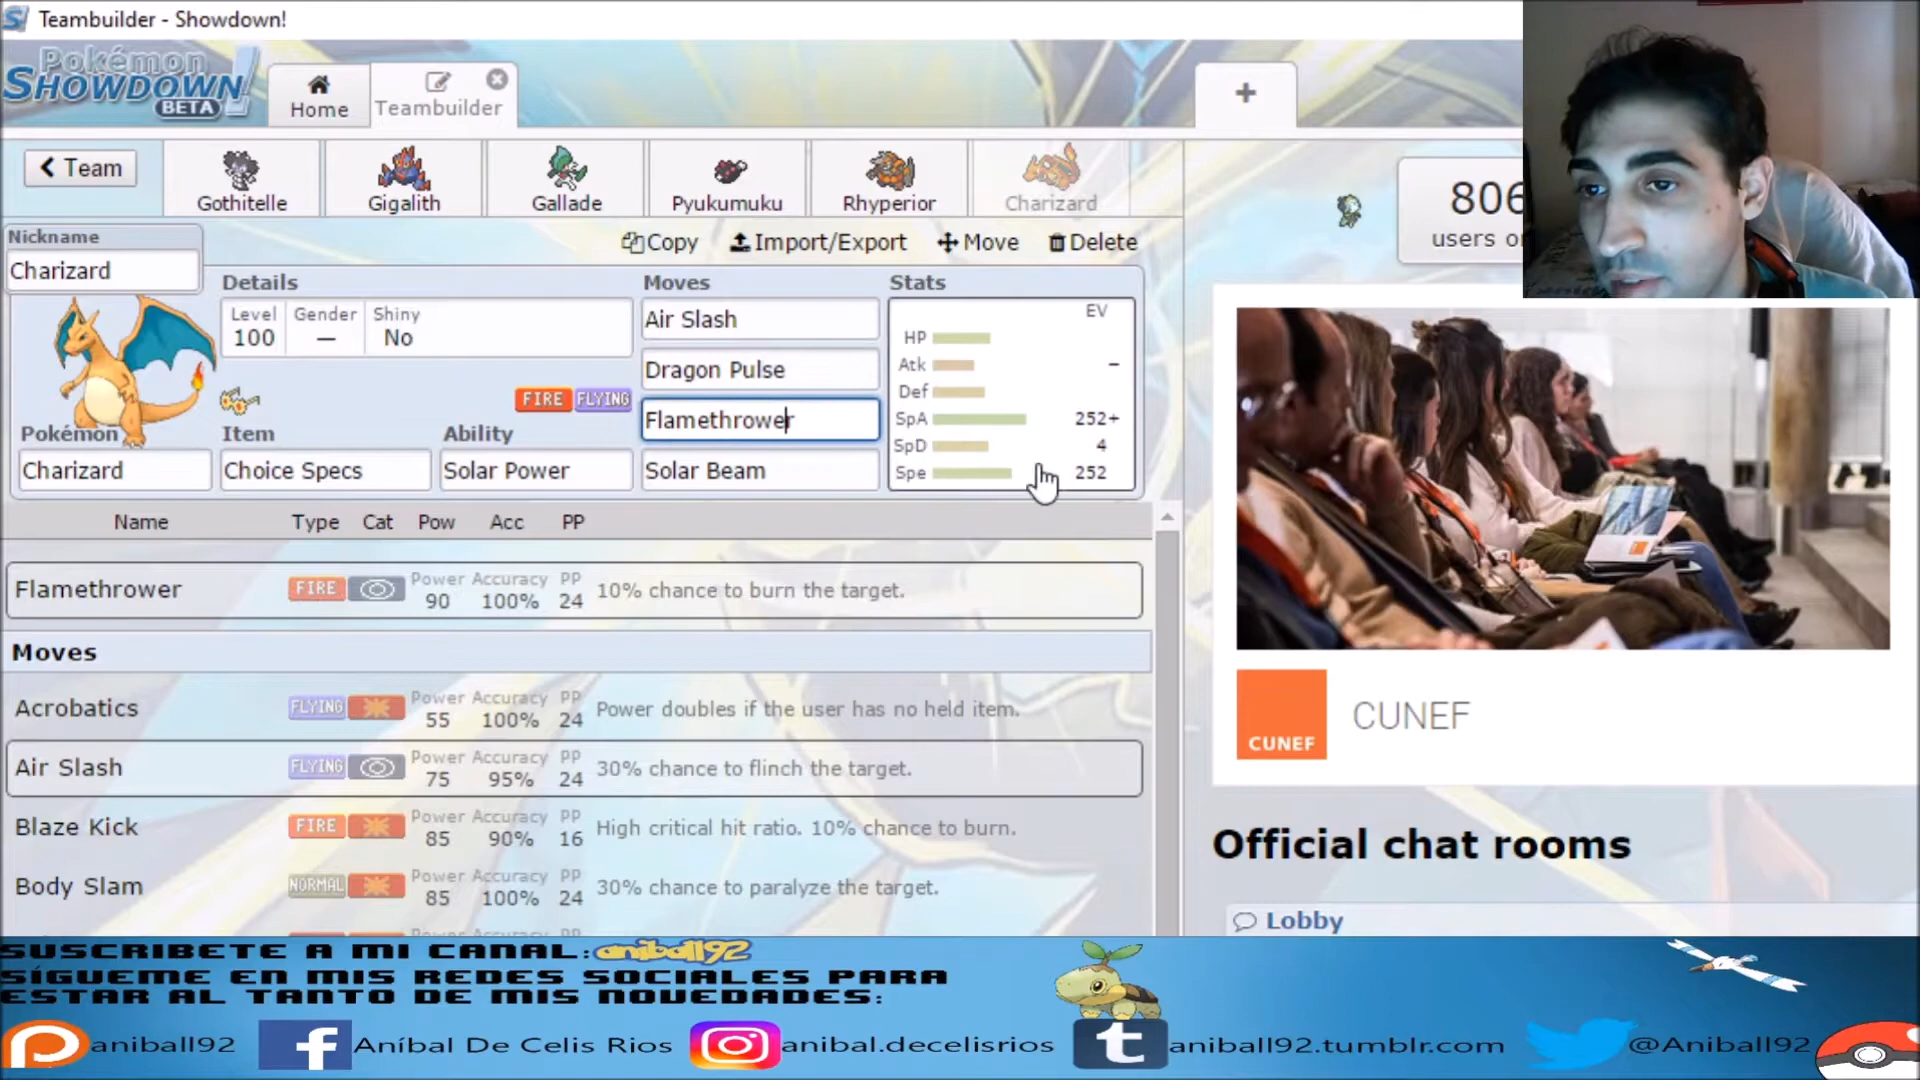 Teambuilder - Showdown!
Pokémon
SHOWDOWN!
BETA
Home
Teambuilder
+
Team
Gothitelle
Gigalith
Gallade
Pyukumuku
Rhyperior
Charizard
806
users o
Copy
Import/Export
Move
Delete
Nickname
Charizard
Details
Level
100
Gender
—
Shiny
No
FIRE FLYING
Pokémon
Charizard
Item
Choice Specs
Ability
Solar Power
Moves
Air Slash
Dragon Pulse
Flamethrower
Solar Beam
Stats
EV
HP
Atk –
Def
SpA 252+
SpD 4
Spe 252
Name Type Cat Pow Acc PP
Flamethrower FIRE Power 90 Accuracy 100% PP 24 10% chance to burn the target.
Moves
Acrobatics FLYING Power 55 Accuracy 100% PP 24 Power doubles if the user has no held item.
Air Slash FLYING Power 75 Accuracy 95% PP 24 30% chance to flinch the target.
Blaze Kick FIRE Power 85 Accuracy 90% PP 16 High critical hit ratio. 10% chance to burn.
Body Slam NORMAL Power 85 Accuracy 100% PP 24 30% chance to paralyze the target.
CUNEF
CUNEF
Official chat rooms
Lobby
SUSCRIBETE A MI CANAL: aniball92
SÍGUEME EN MIS REDES SOCIALES PARA
ESTAR AL TANTO DE MIS NOVEDADES:
aniball92
Aníbal De Celis Rios
anibal.decelisrios
aniball92.tumblr.com
@Aniball92